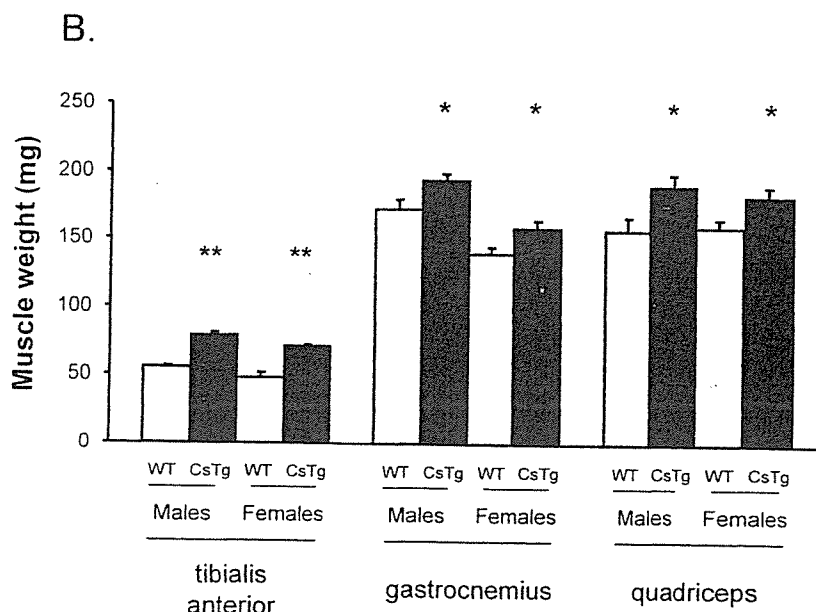 B.
Muscle weight (mg)
250
200
150
100
50
0
** ** * * * *
WT CsTg WT CsTg WT CsTg WT CsTg WT CsTg WT CsTg
Males Females Males Females Males Females
tibialis
anterior
gastrocnemius
quadriceps